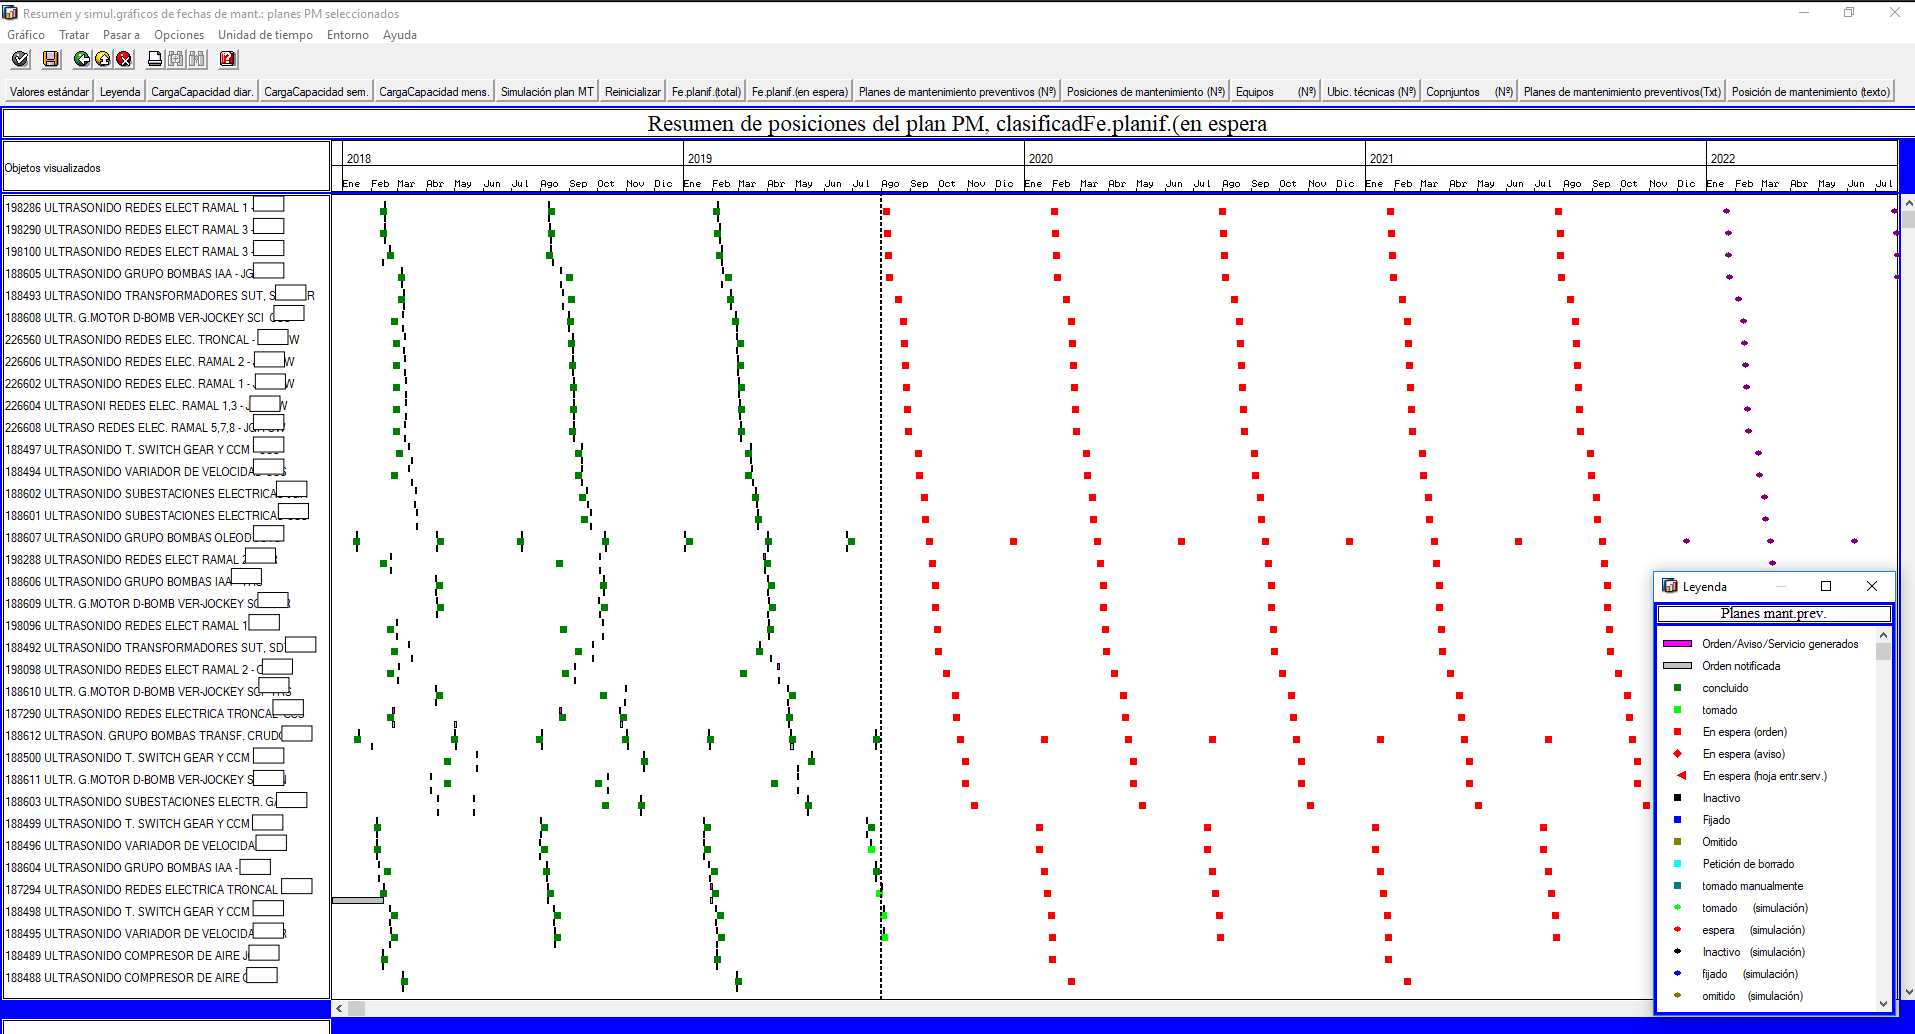 Resumen y simul.gráficos de fechas de mant.: planes PM seleccionados
Gráfico Tratar Pasar a Opciones Unidad de tiempo Entorno Ayuda
Valores estándar Leyenda CargaCapacidad diar. CargaCapacidad sem. CargaCapacidad mens. Simulación plan MT Reinicializar Fe.planif.(total) Fe.planif.(en espera) Planes de mantenimiento preventivos (Nº) Posiciones de mantenimiento (Nº) Equipos (Nº) Ubic. técnicas (Nº) Copnjuntos (Nº) Planes de mantenimiento preventivos(Txt) Posición de mantenimiento (texto)
Resumen de posiciones del plan PM, clasificadFe.planif.(en espera
Objetos visualizados
2018 2019 2020 2021 2022
Ene Feb Mar Abr May Jun Jul Ago Sep Oct Nov Dic Ene Feb Mar Abr May Jun Jul Ago Sep Oct Nov Dic Ene Feb Mar Abr May Jun Jul Ago Sep Oct Nov Dic Ene Feb Mar Abr May Jun Jul Ago Sep Oct Nov Dic Ene Feb Mar Abr May Jun Jul
198286 ULTRASONIDO REDES ELECT RAMAL 1 -
198290 ULTRASONIDO REDES ELECT RAMAL 3 -
198100 ULTRASONIDO REDES ELECT RAMAL 3 -
188605 ULTRASONIDO GRUPO BOMBAS IAA - JG
188493 ULTRASONIDO TRANSFORMADORES SUT, S R
188608 ULTR. G.MOTOR D-BOMB VER-JOCKEY SCI
226560 ULTRASONIDO REDES ELEC. TRONCAL - W
226606 ULTRASONIDO REDES ELEC. RAMAL 2 - W
226602 ULTRASONIDO REDES ELEC. RAMAL 1 - W
226604 ULTRASONI REDES ELEC. RAMAL 1,3 - W
226608 ULTRASO REDES ELEC. RAMAL 5,7,8 -
188497 ULTRASONIDO T. SWITCH GEAR Y CCM
188494 ULTRASONIDO VARIADOR DE VELOCIDA
188602 ULTRASONIDO SUBESTACIONES ELECTRICA
188601 ULTRASONIDO SUBESTACIONES ELECTRICA
188607 ULTRASONIDO GRUPO BOMBAS OLEOD
198288 ULTRASONIDO REDES ELECT RAMAL 2
188606 ULTRASONIDO GRUPO BOMBAS IAA
188609 ULTR. G.MOTOR D-BOMB VER-JOCKEY SC
198096 ULTRASONIDO REDES ELECT RAMAL 1
188492 ULTRASONIDO TRANSFORMADORES SUT, SD
198098 ULTRASONIDO REDES ELECT RAMAL 2 -
188610 ULTR. G.MOTOR D-BOMB VER-JOCKEY
187290 ULTRASONIDO REDES ELECTRICA TRONCAL
188612 ULTRASON. GRUPO BOMBAS TRANSF. CRUDO
188500 ULTRASONIDO T. SWITCH GEAR Y CCM
188611 ULTR. G.MOTOR D-BOMB VER-JOCKEY S
188603 ULTRASONIDO SUBESTACIONES ELECTR. GA
188499 ULTRASONIDO T. SWITCH GEAR Y CCM
188496 ULTRASONIDO VARIADOR DE VELOCIDA
188604 ULTRASONIDO GRUPO BOMBAS IAA -
187294 ULTRASONIDO REDES ELECTRICA TRONCAL
188498 ULTRASONIDO T. SWITCH GEAR Y CCM
188495 ULTRASONIDO VARIADOR DE VELOCIDA
188489 ULTRASONIDO COMPRESOR DE AIRE J
188488 ULTRASONIDO COMPRESOR DE AIRE
Leyenda
Planes mant.prev.
Orden/Aviso/Servicio generados
Orden notificada
concluido
tomado
En espera (orden)
En espera (aviso)
En espera (hoja entr.serv.)
Inactivo
Fijado
Omitido
Petición de borrado
tomado manualmente
tomado (simulación)
espera (simulación)
Inactivo (simulación)
fijado (simulación)
omitido (simulación)